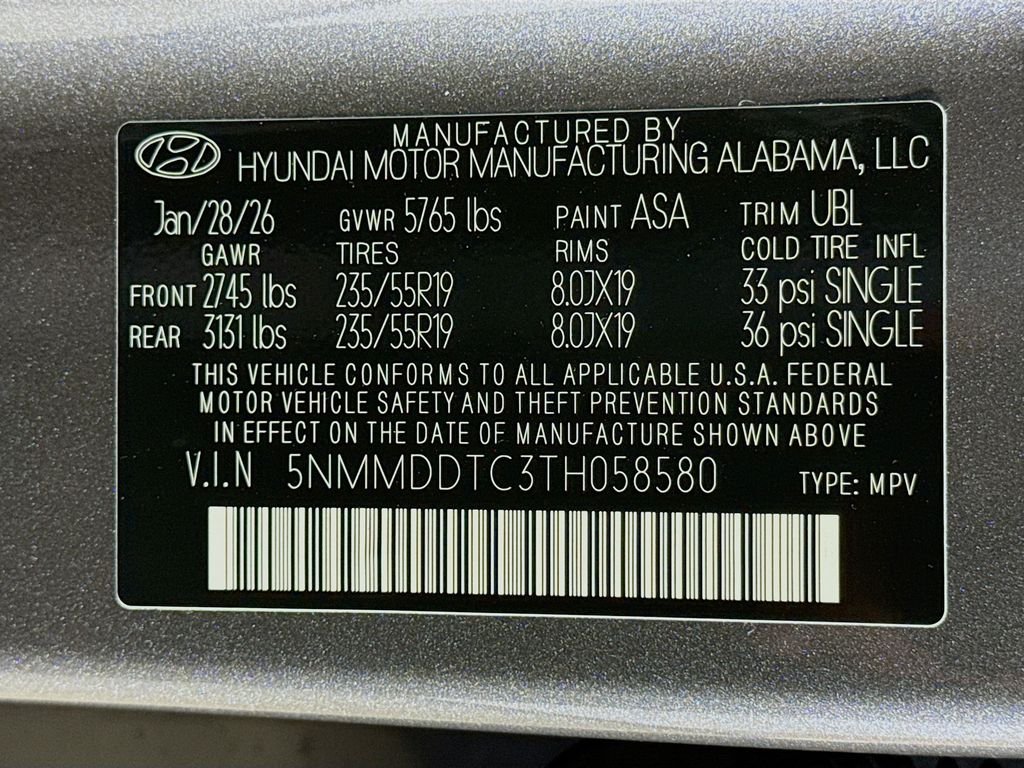 MANUFACTURED BY
HYUNDAI MOTOR MANUFACTURING ALABAMA, LLC
Jan/28/26 GVWR 5765 lbs PAINT ASA TRIM UBL
GAWR TIRES RIMS COLD TIRE INFL
FRONT 2745 lbs 235/55R19 8.0JX19 33 psi SINGLE
REAR 3131 lbs 235/55R19 8.0JX19 36 psi SINGLE
THIS VEHICLE CONFORMS TO ALL APPLICABLE U.S.A. FEDERAL
MOTOR VEHICLE SAFETY AND THEFT PREVENTION STANDARDS
IN EFFECT ON THE DATE OF MANUFACTURE SHOWN ABOVE
V.I.N 5NMMDDTC3TH058580 TYPE: MPV